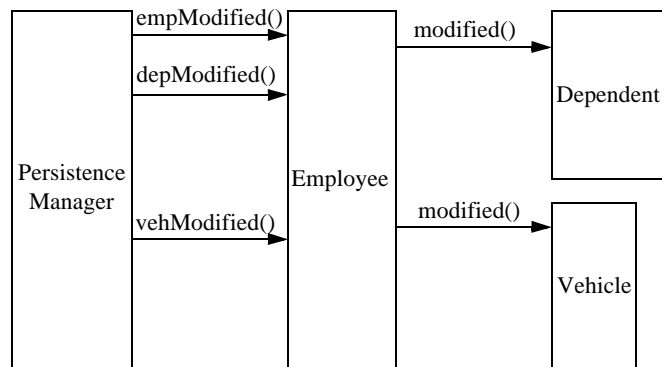 empModified()
modified()
depModified()
Dependent
Persistence
Manager
Employee
vehModified()
modified()
Vehicle